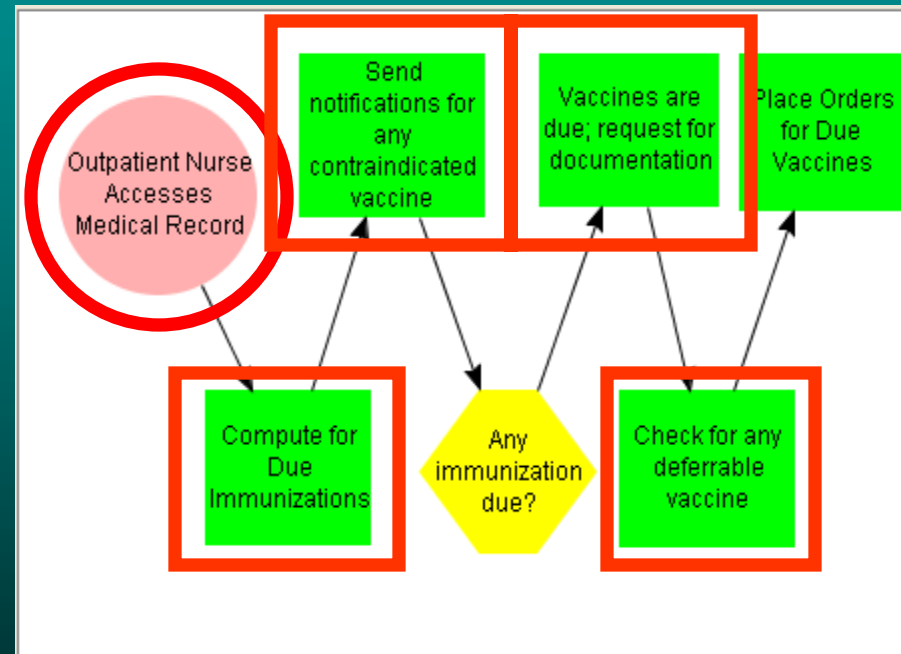 Outpatient Nurse
Accesses
Medical Record
Compute for
Due
Immunizations
Send
notifications for
any
contraindicated
vaccine
Any
immunization
due?
Vaccines are
due; request for
documentation
Check for any
deferrable
vaccine
Place Orders
for Due
Vaccines